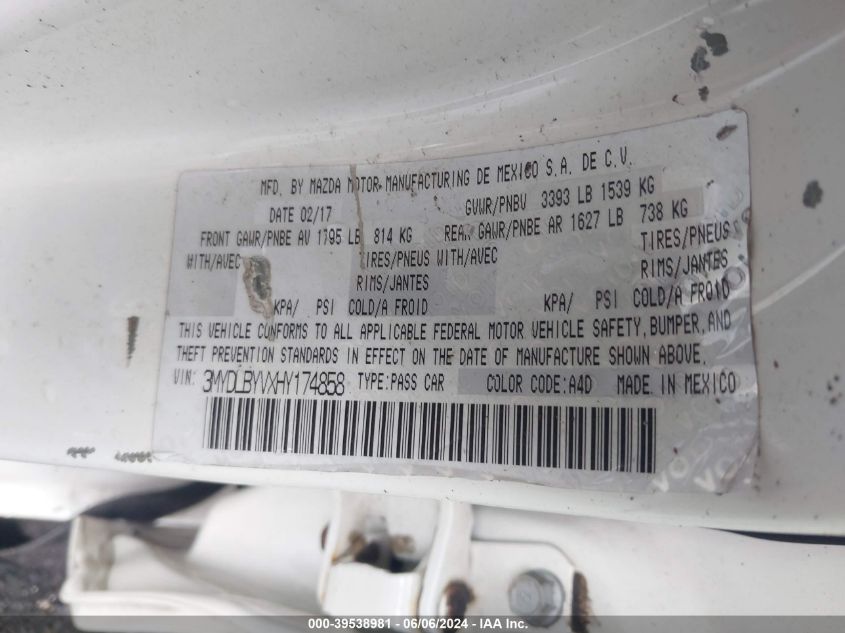 MFD. BY MAZDA MOTOR MANUFACTURING DE MEXICO S.A. DE C.V.
DATE 02/17 GVWR/PNBV 3393 LB 1539 KG
FRONT GAWR/PNBE AV 1795 LB 814 KG REAR GAWR/PNBE AR 1627 LB 738 KG
WITH/AVEC TIRES/PNEUS WITH/AVEC TIRES/PNEUS
RIMS/JANTES RIMS/JANTES
KPA/ PSI COLD/A FROID KPA/ PSI COLD/A FROID
THIS VEHICLE CONFORMS TO ALL APPLICABLE FEDERAL MOTOR VEHICLE SAFETY, BUMPER, AND
THEFT PREVENTION STANDARDS IN EFFECT ON THE DATE OF MANUFACTURE SHOWN ABOVE.
VIN: 3MYDLBYVXHY174858 TYPE:PASS CAR COLOR CODE:A4D MADE IN MEXICO
000-39538981 / 06/06/2024 / IAA Inc.